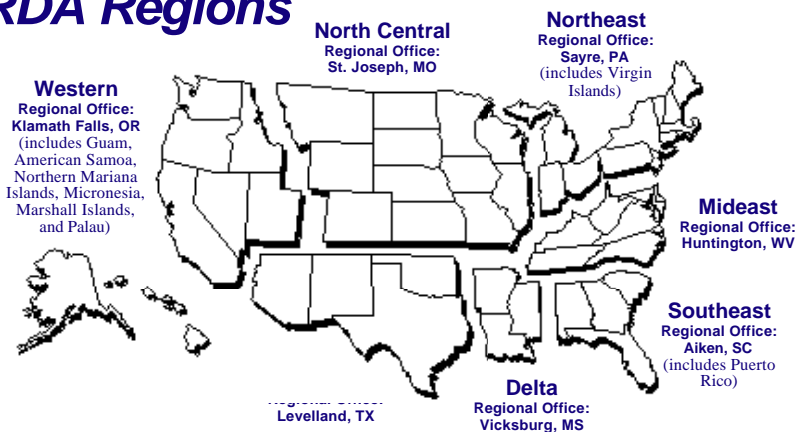 RDA Regions
North Central
Regional Office:
St. Joseph, MO
Northeast
Regional Office:
Sayre, PA
(includes Virgin
Islands)
Western
Regional Office:
Klamath Falls, OR
(includes Guam,
American Samoa,
Northern Mariana
Islands, Micronesia,
Marshall Islands,
and Palau)
Mideast
Regional Office:
Huntington, WV
Southeast
Regional Office:
Aiken, SC
(includes Puerto
Rico)
Delta
Regional Office:
Vicksburg, MS
Levelland, TX